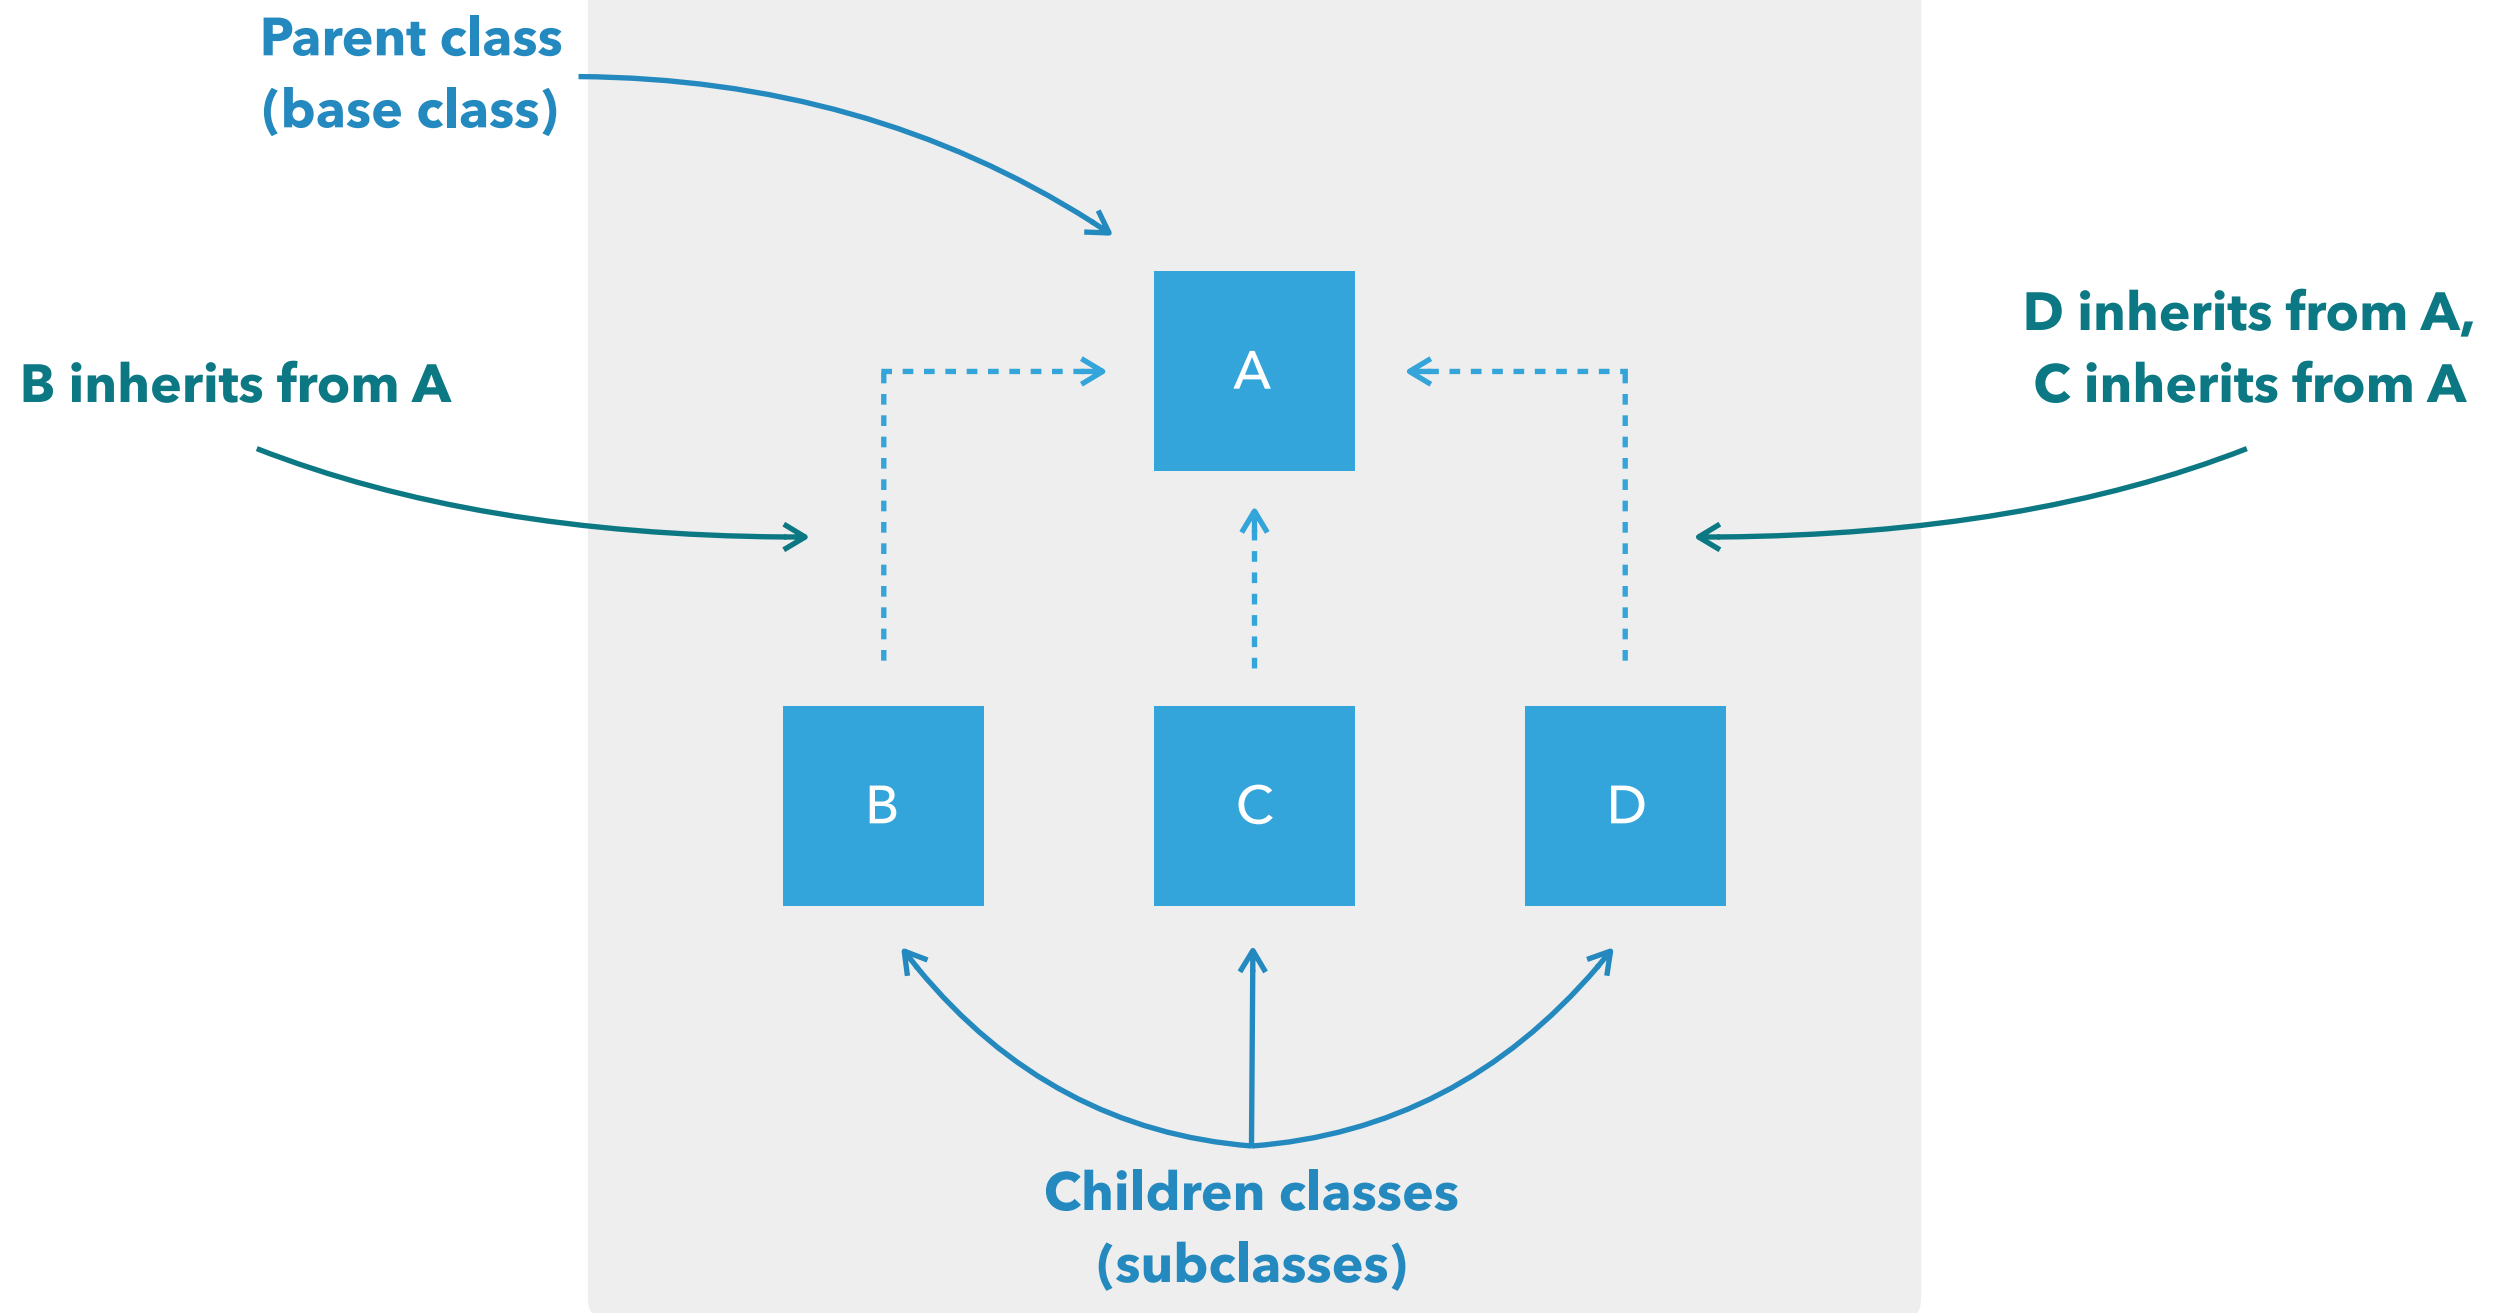 Parent class
(base class)
D inherits from A,
C inherits from A
B inherits from A
A
B
C
D
Children classes
(subclasses)